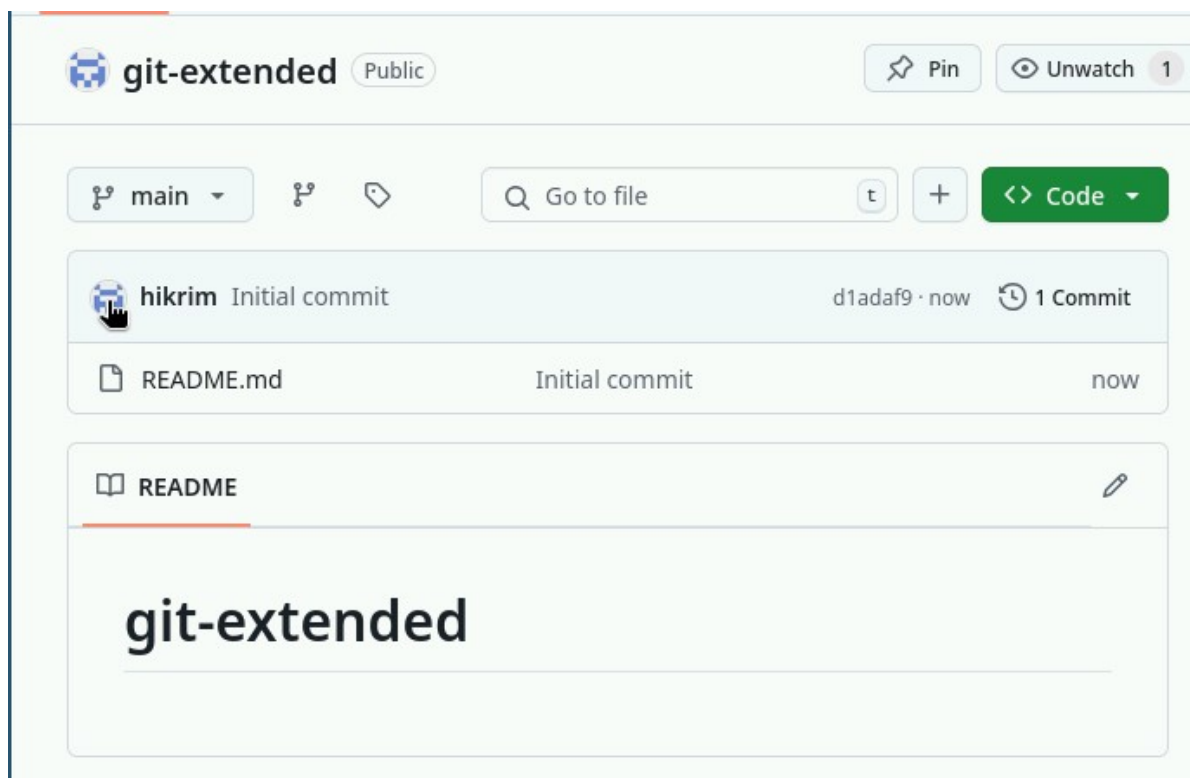 git-extended Public Pin Unwatch 1
main Go to file t + Code
hikrim Initial commit d1adaf9 · now 1 Commit
README.md Initial commit now
README
git-extended